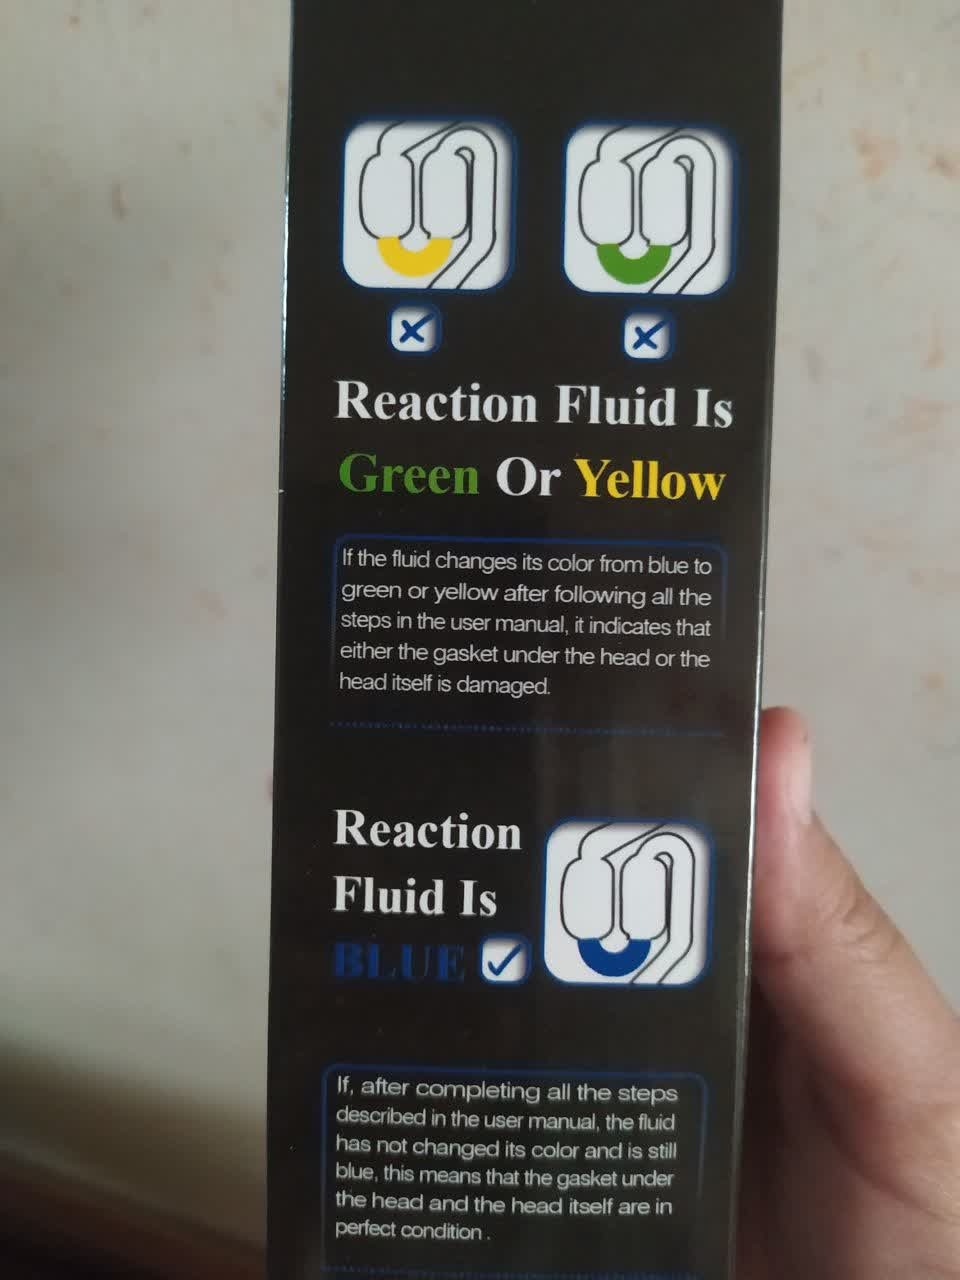 Reaction Fluid Is
Green Or Yellow
If the fluid changes its color from blue to
green or yellow after following all the
steps in the user manual, it indicates that
either the gasket under the head or the
head itself is damaged.
Reaction
Fluid Is
BLUE
If, after completing all the steps
described in the user manual, the fluid
has not changed its color and is still
blue, this means that the gasket under
the head and the head itself are in
perfect condition .